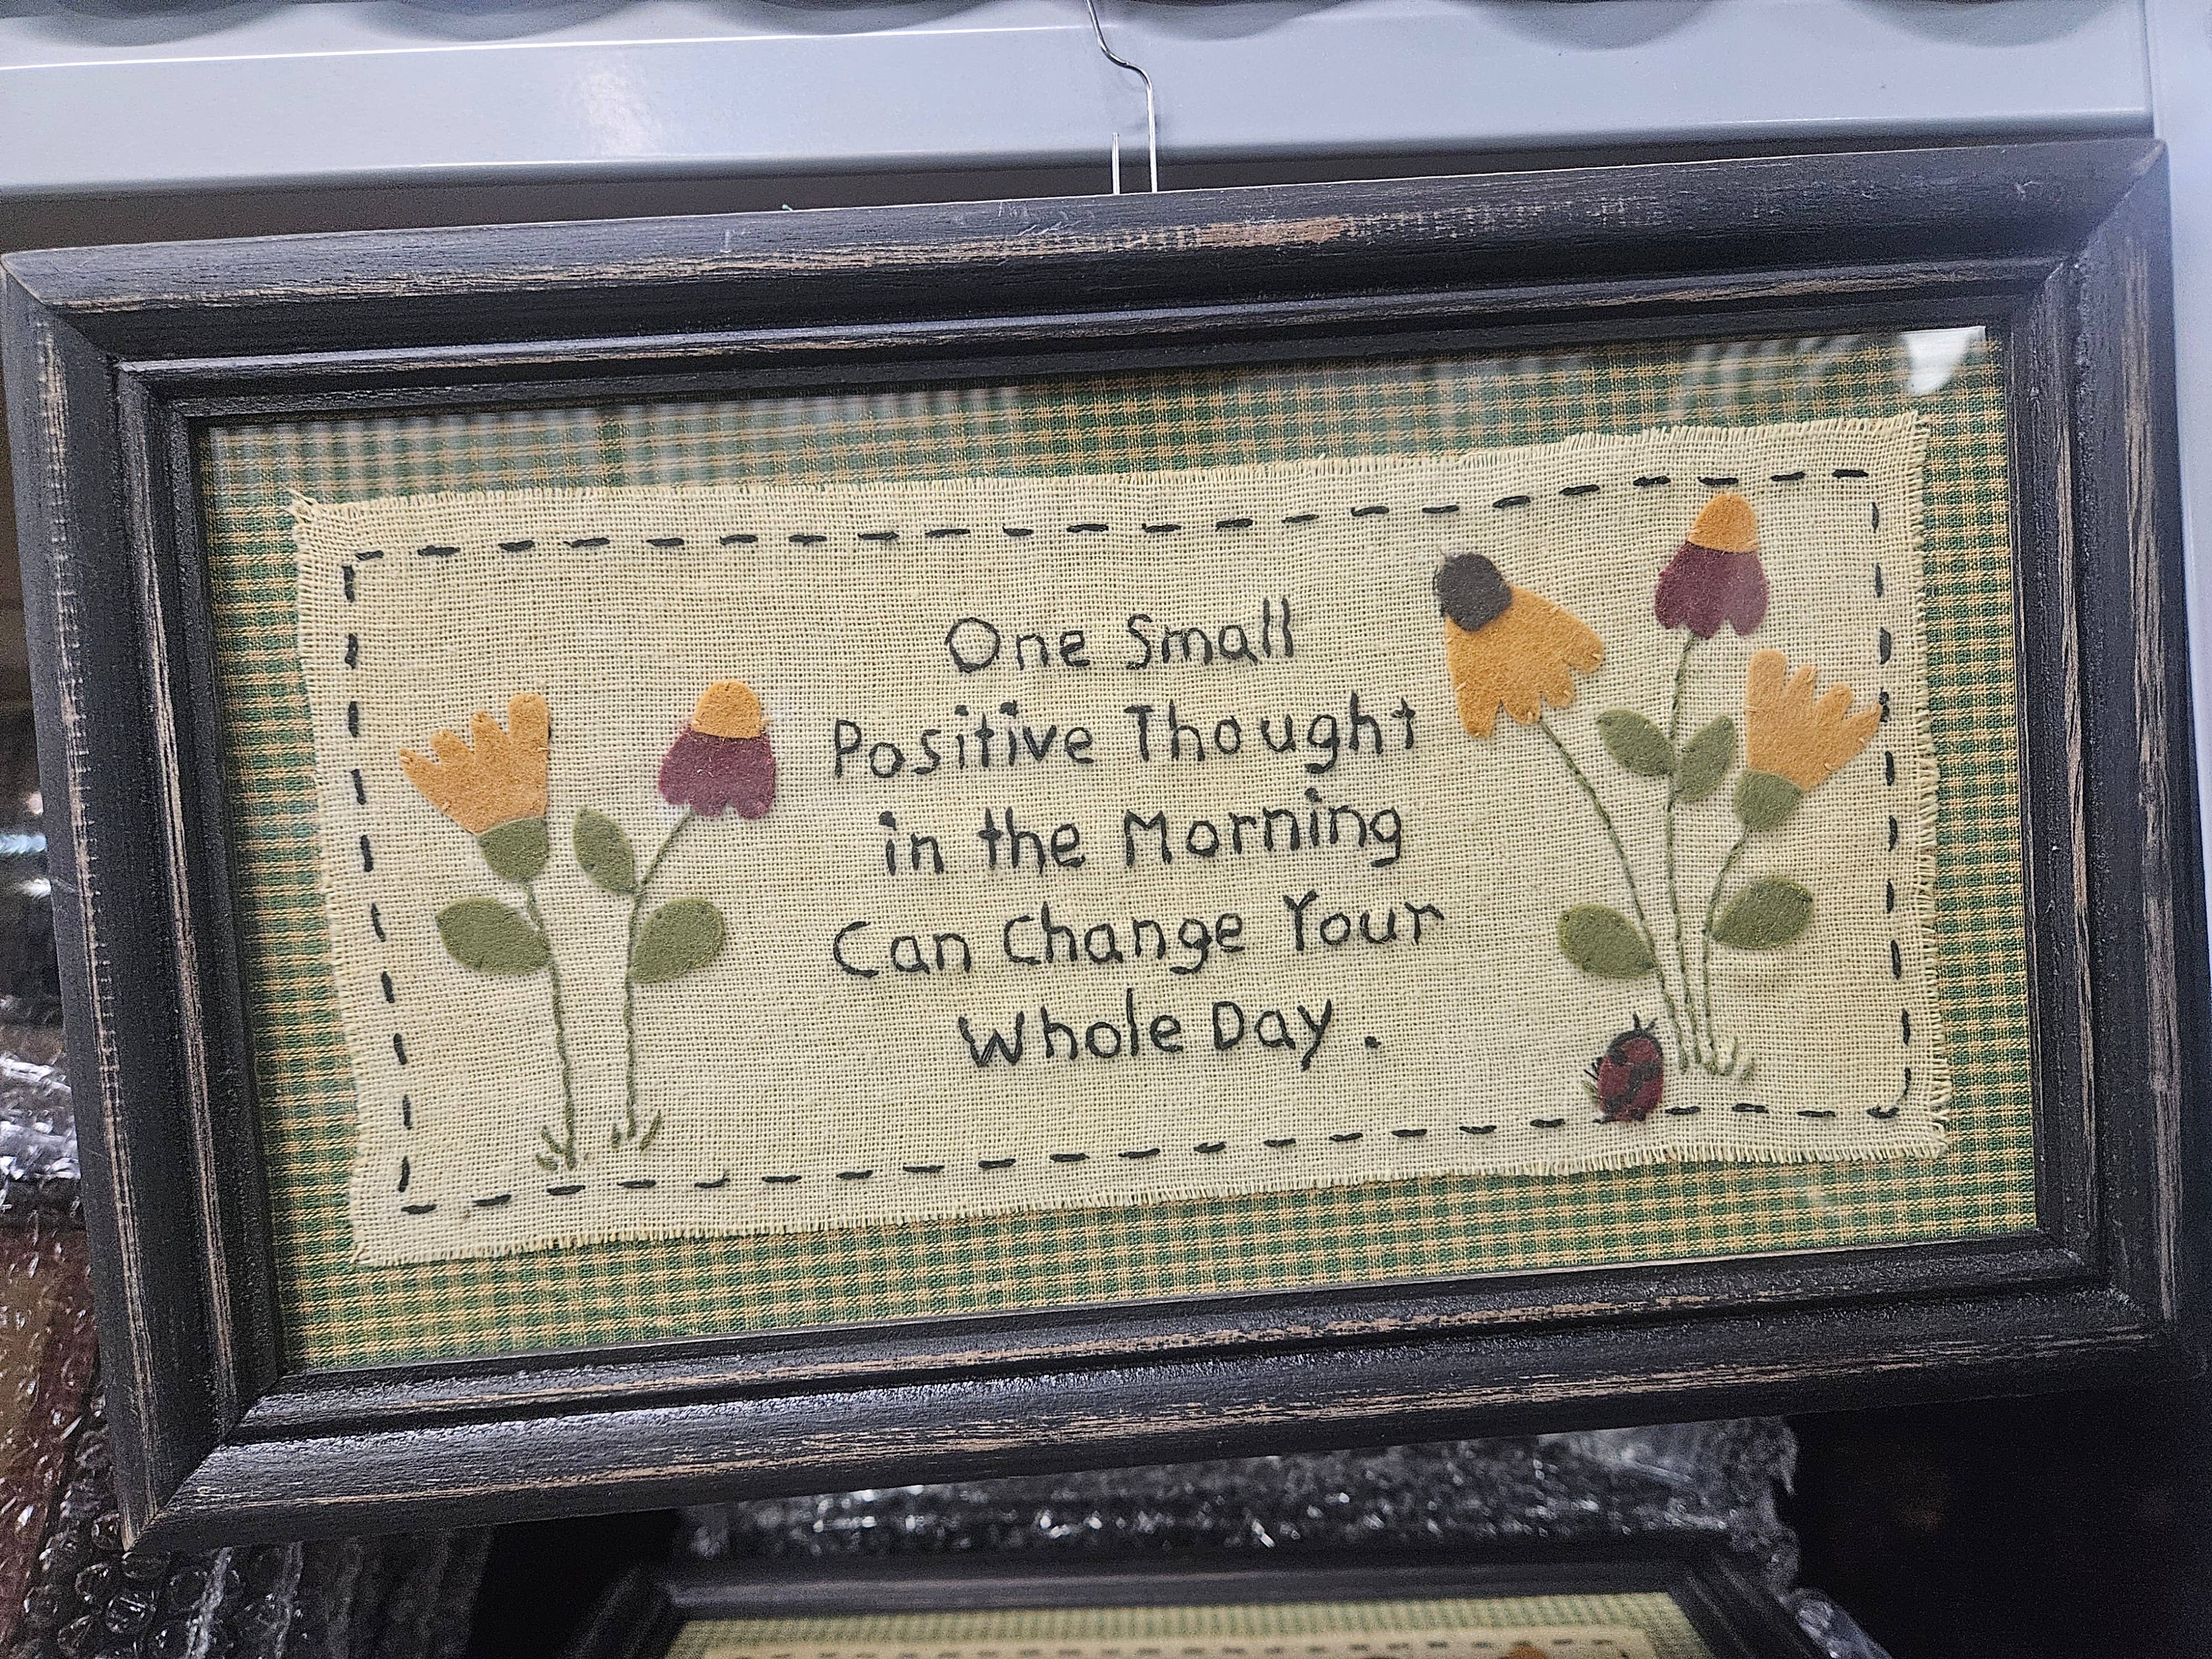 One Small
Positive Thought
in the Morning
Can Change Your
Whole Day.